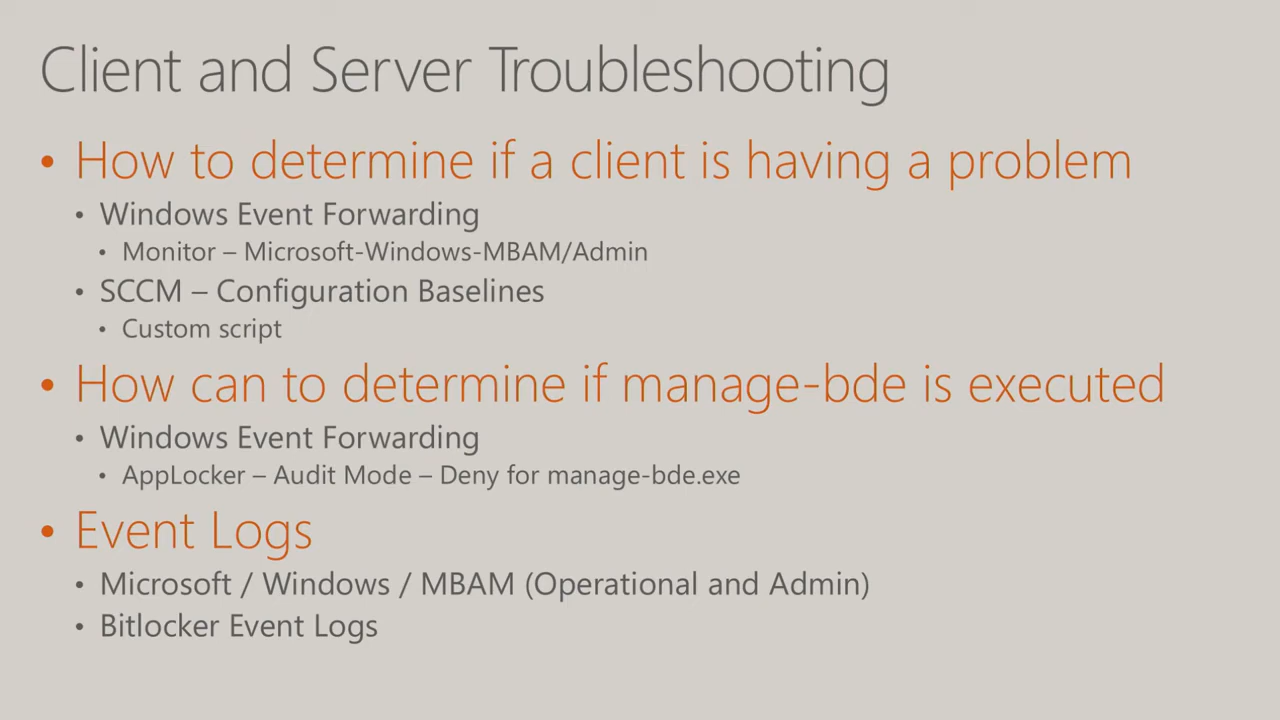 Client and Server Troubleshooting
• How to determine if a client is having a problem
• Windows Event Forwarding
• Monitor – Microsoft-Windows-MBAM/Admin
• SCCM – Configuration Baselines
• Custom script
• How can to determine if manage-bde is executed
• Windows Event Forwarding
• AppLocker – Audit Mode – Deny for manage-bde.exe
• Event Logs
• Microsoft / Windows / MBAM (Operational and Admin)
• Bitlocker Event Logs